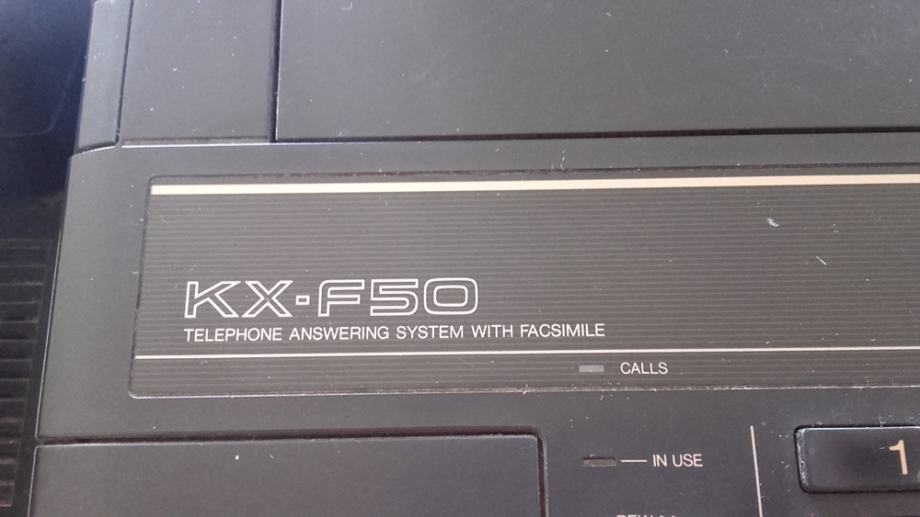 KX-F50
TELEPHONE ANSWERING SYSTEM WITH FACSIMILE
CALLS
IN USE
1